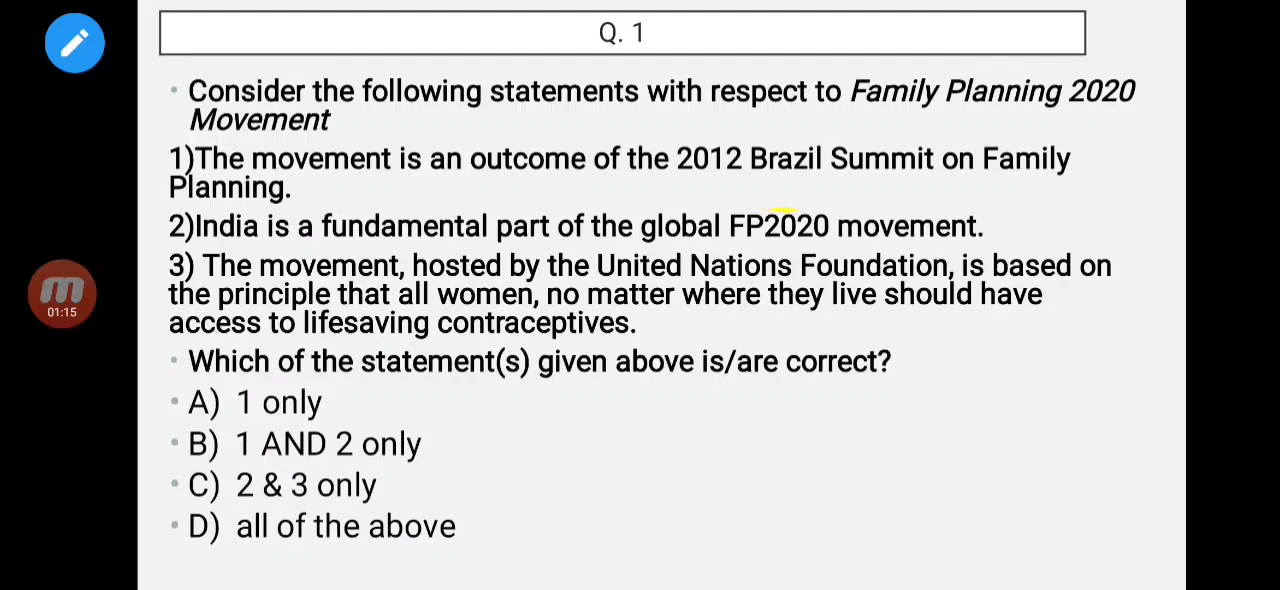 Q. 1
• Consider the following statements with respect to Family Planning 2020
Movement
1)The movement is an outcome of the 2012 Brazil Summit on Family
Planning.
2)India is a fundamental part of the global FP2020 movement.
3) The movement, hosted by the United Nations Foundation, is based on
the principle that all women, no matter where they live should have
access to lifesaving contraceptives.
• Which of the statement(s) given above is/are correct?
• A) 1 only
• B) 1 AND 2 only
• C) 2 & 3 only
• D) all of the above
m
01:15